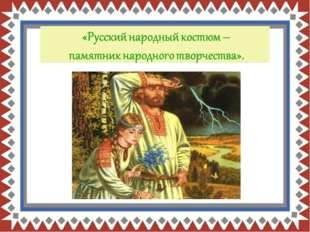 «Русский народный костюм –
памятник народного творчества».